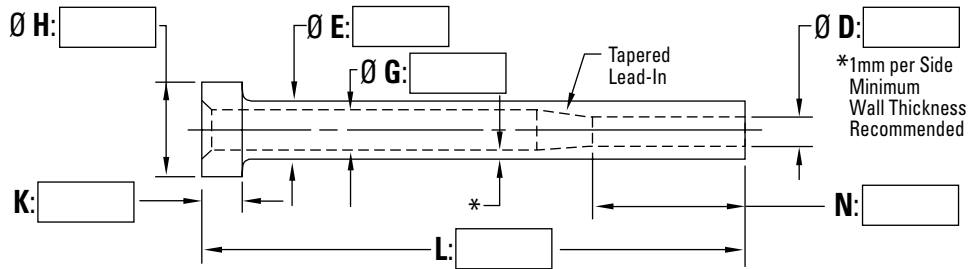 Ø H:
Ø E:
Ø D:
Ø G:
Tapered
Lead-In
*1mm per Side
Minimum
Wall Thickness
Recommended
K:
*
N:
L: